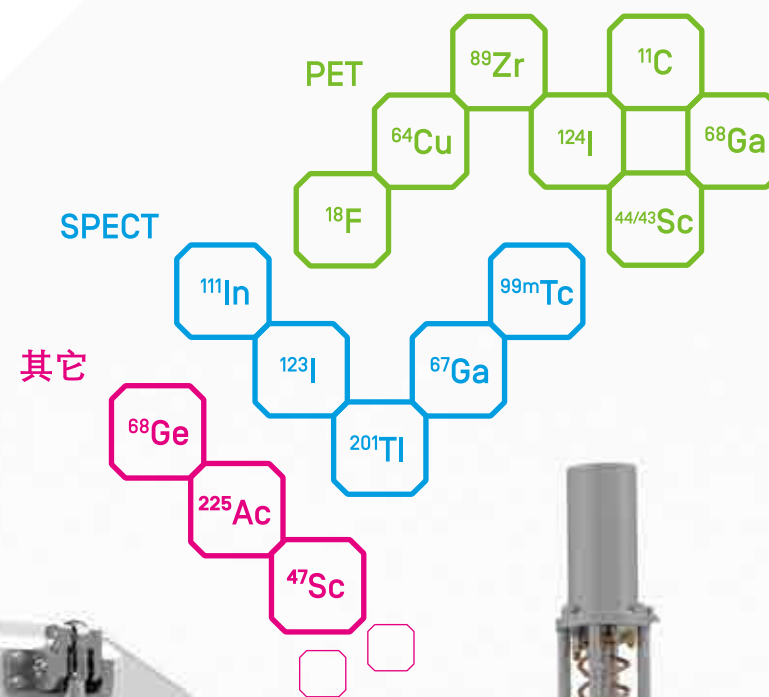 PET
⁸⁹Zr
¹¹C
⁶⁴Cu
¹²⁴I
⁶⁸Ga
¹⁸F
⁴⁴/⁴³Sc
SPECT
¹¹¹In
⁹⁹ᵐTc
¹²³I
⁶⁷Ga
²⁰¹Tl
其它
⁶⁸Ge
²²⁵Ac
⁴⁷Sc